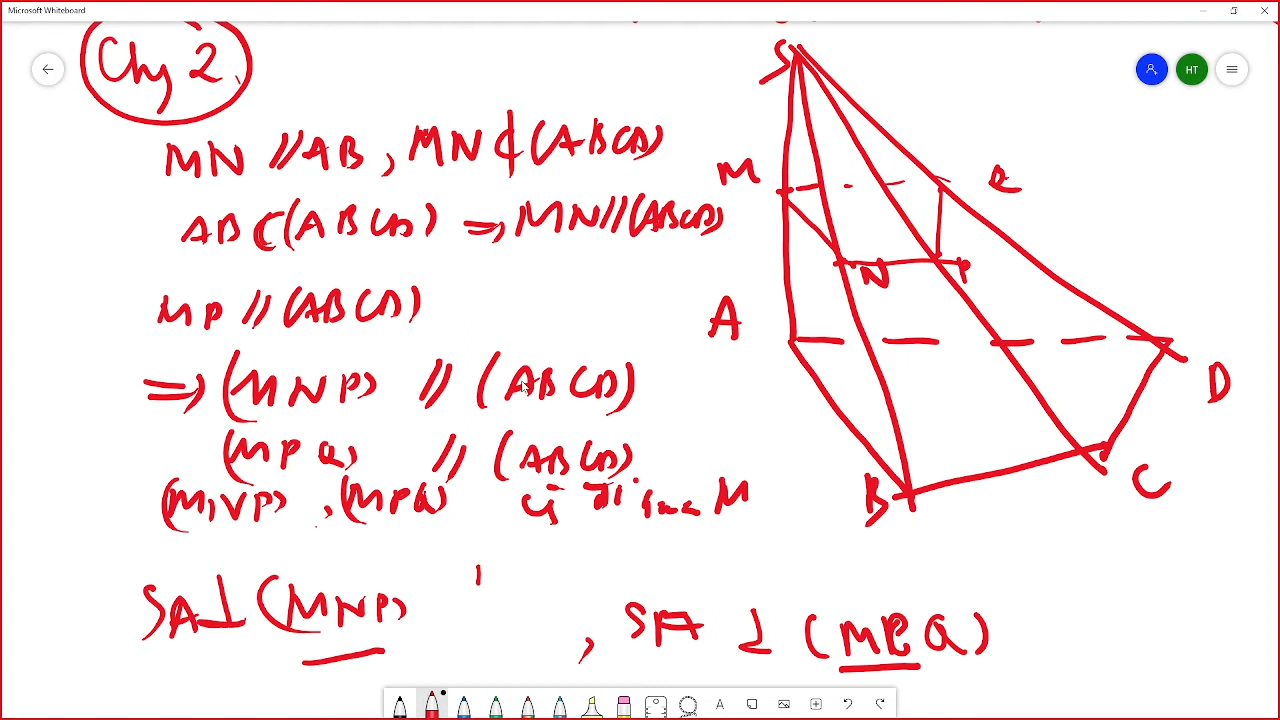 Microsoft Whiteboard
HT
Cho 2
MN // AB, MN ⊄ (ABCD)
AB ⊂ (ABCD) => MN // (ABCD)
MP // (ABCD)
=> (MNP) // (ABCD)
(MPQ) // (ABCD)
(MNP), (MPQ) M
SA ⊥ (MNP)
, SA ⊥ (MPQ)
S
M
Q
N
P
A
D
B
C
A